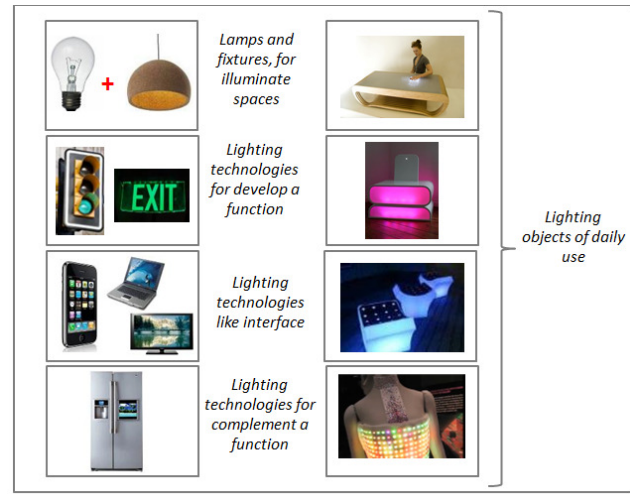 Lamps and
fixtures, for
illuminate
spaces
Lighting
technologies
for develop a
function
EXIT
Lighting
technologies
like interface
Lighting
technologies for
complement a
function
Lighting
objects of daily
use